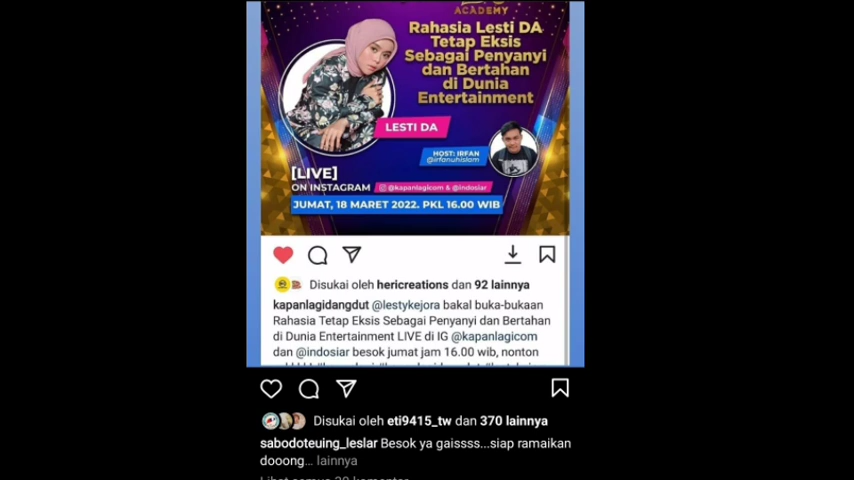 ACADEMY
Rahasia Lesti DA
Tetap Eksis
Sebagai Penyanyi
dan Bertahan
di Dunia
Entertainment
LESTI DA
HOST: IRFAN
@irfanuhislam
[LIVE]
ON INSTAGRAM @kapanlagicom & @indosiar
JUMAT, 18 MARET 2022. PKL 16.00 WIB
Disukai oleh hericreations dan 92 lainnya
kapanlagidangdut @lestykejora bakal buka-bukaan
Rahasia Tetap Eksis Sebagai Penyanyi dan Bertahan
di Dunia Entertainment LIVE di IG @kapanlagicom
dan @indosiar besok jumat jam 16.00 wib, nonton
Disukai oleh eti9415_tw dan 370 lainnya
sabodoteuing_leslar Besok ya gaissss...siap ramaikan
dooong... lainnya